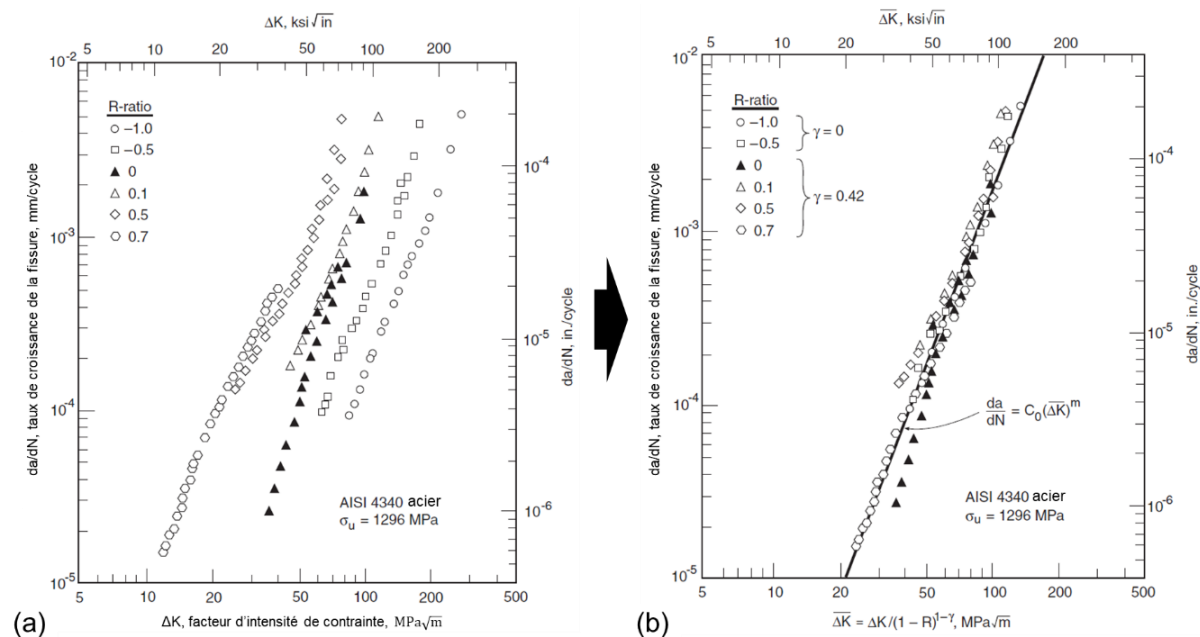 ΔK, ksi√in
5 10 20 50 100 200
10⁻²
R-ratio
−1.0
−0.5
0
0.1
0.5
0.7
10⁻³
10⁻⁴
10⁻⁵
10⁻⁴
10⁻⁵
10⁻⁶
da/dN, taux de croissance de la fissure, mm/cycle
da/dN, in./cycle
AISI 4340 acier
σu = 1296 MPa
5 10 20 50 100 200 500
(a)
ΔK, facteur d'intensité de contrainte, MPa√m
Δ̅K̅, ksi√in
5 10 20 50 100 200
10⁻²
R-ratio
−1.0
−0.5
γ = 0
0
0.1
0.5
0.7
γ = 0.42
10⁻³
10⁻⁴
10⁻⁵
10⁻⁴
10⁻⁵
10⁻⁶
da/dN, taux de croissance de la fissure, mm/cycle
da/dN, in./cycle
da/dN = C₀(Δ̅K̅)ᵐ
AISI 4340 acier
σu = 1296 MPa
5 10 20 50 100 200 500
(b)
Δ̅K̅ = ΔK/(1 − R)¹⁻ᵞ, MPa√m